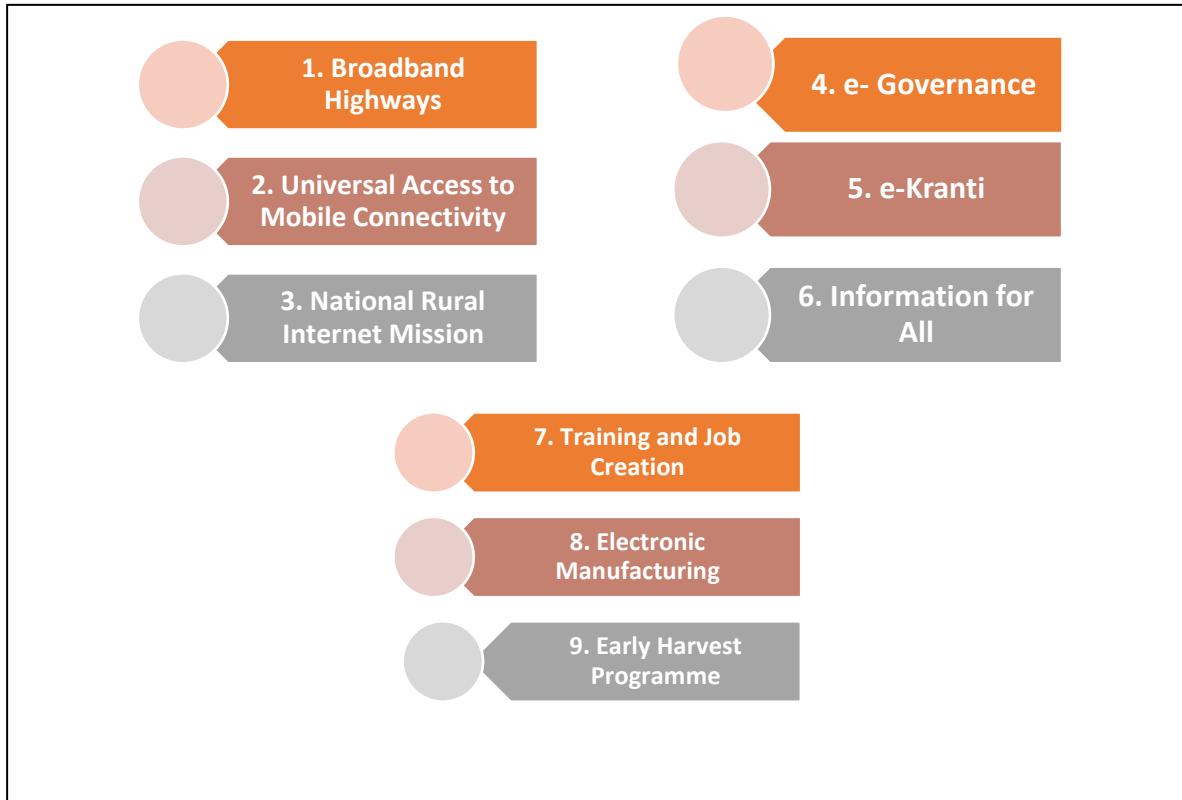 1. Broadband
Highways
2. Universal Access to
Mobile Connectivity
3. National Rural
Internet Mission
4. e- Governance
5. e-Kranti
6. Information for
All
7. Training and Job
Creation
8. Electronic
Manufacturing
9. Early Harvest
Programme